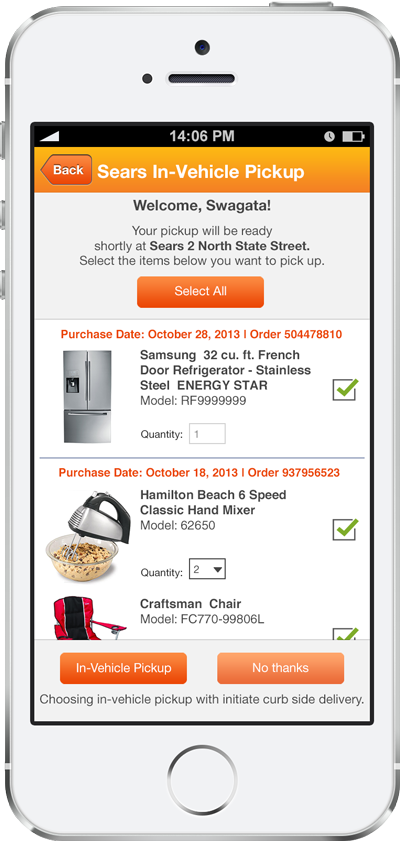 14:06 PM
Back
Sears In-Vehicle Pickup
Welcome, Swagata!
Your pickup will be ready
shortly at Sears 2 North State Street.
Select the items below you want to pick up.
Select All
Purchase Date: October 28, 2013 | Order 504478810
Samsung 32 cu. ft. French
Door Refrigerator - Stainless
Steel ENERGY STAR
Model: RF9999999
Quantity: 1
Purchase Date: October 18, 2013 | Order 937956523
Hamilton Beach 6 Speed
Classic Hand Mixer
Model: 62650
Quantity: 2
Craftsman Chair
Model: FC770-99806L
In-Vehicle Pickup
No thanks
Choosing in-vehicle pickup with initiate curb side delivery.